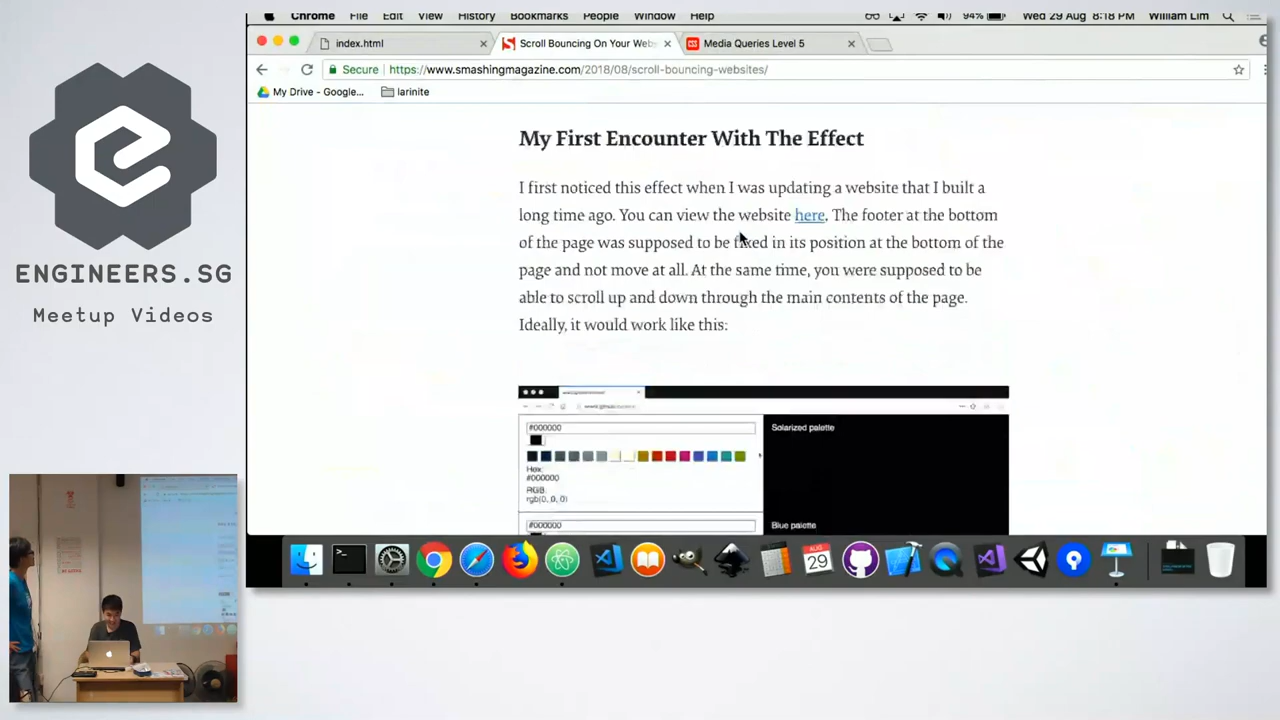 Chrome File Edit View History Bookmarks People Window Help 94% Wed 29 Aug 8:18 PM William Lim
index.html
Scroll Bouncing On Your Web
Media Queries Level 5
Secure https://www.smashingmagazine.com/2018/08/scroll-bouncing-websites/
My Drive - Google...
larinite
My First Encounter With The Effect
I first noticed this effect when I was updating a website that I built a
long time ago. You can view the website here. The footer at the bottom
of the page was supposed to be fixed in its position at the bottom of the
page and not move at all. At the same time, you were supposed to be
able to scroll up and down through the main contents of the page.
Ideally, it would work like this:
#000000
Hex:
#000000
RGB:
rgb(0, 0, 0)
#000000
Solarized palette
Blue palette
AUG
29
ENGINEERS.SG
Meetup Videos